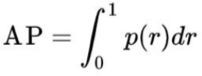 AP = ∫₀¹ p(r)dr